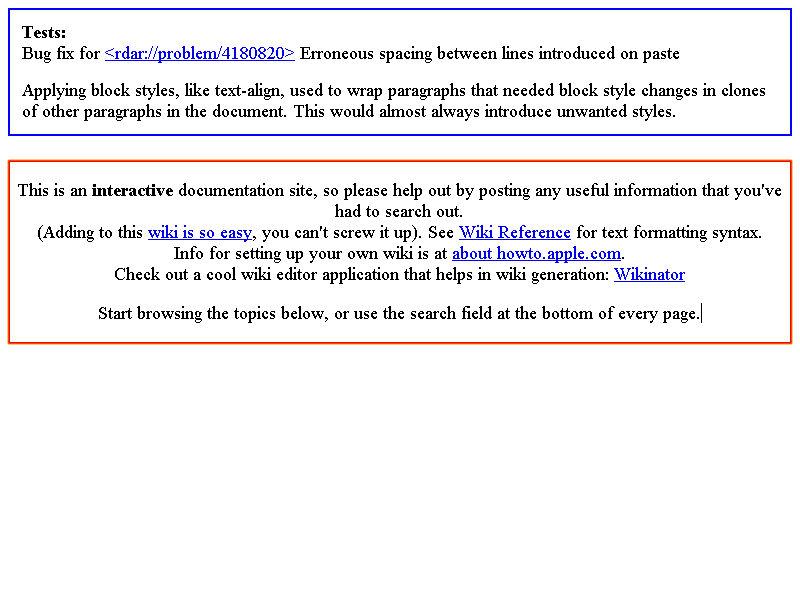 Tests:
Bug fix for <rdar://problem/4180820> Erroneous spacing between lines introduced on paste
Applying block styles, like text-align, used to wrap paragraphs that needed block style changes in clones
of other paragraphs in the document. This would almost always introduce unwanted styles.
This is an interactive documentation site, so please help out by posting any useful information that you've
had to search out.
(Adding to this wiki is so easy, you can't screw it up). See Wiki Reference for text formatting syntax.
Info for setting up your own wiki is at about howto.apple.com.
Check out a cool wiki editor application that helps in wiki generation: Wikinator
Start browsing the topics below, or use the search field at the bottom of every page.